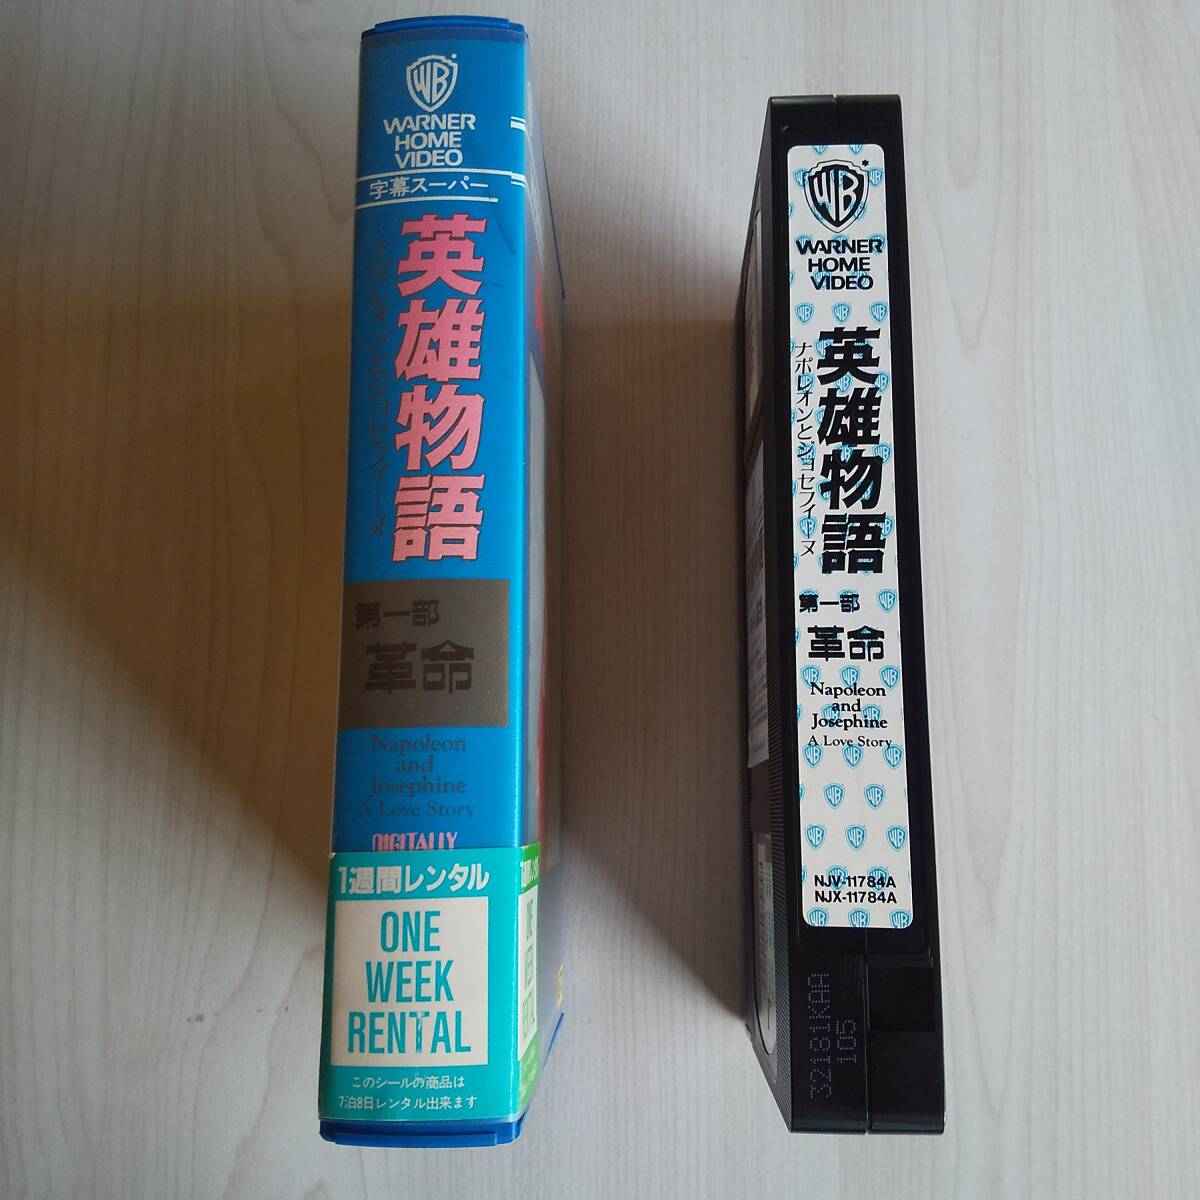 WB
WARNER
HOME
VIDEO
字幕スーパー
英雄物語
ナポレオンとジョセフィーヌ
第一部
革命
Napoleon
and
Josephine
A Love Story
DIGITALLY
1週間レンタル
ONE
WEEK
RENTAL
このシールの商品は
7泊8日レンタル出来ます
WB
WARNER
HOME
VIDEO
英雄物語
ナポレオンとジョセフィーヌ
第一部
革命
Napoleon
and
Josephine
A Love Story
NJV-11784A
NJX-11784A
32181KAA
105